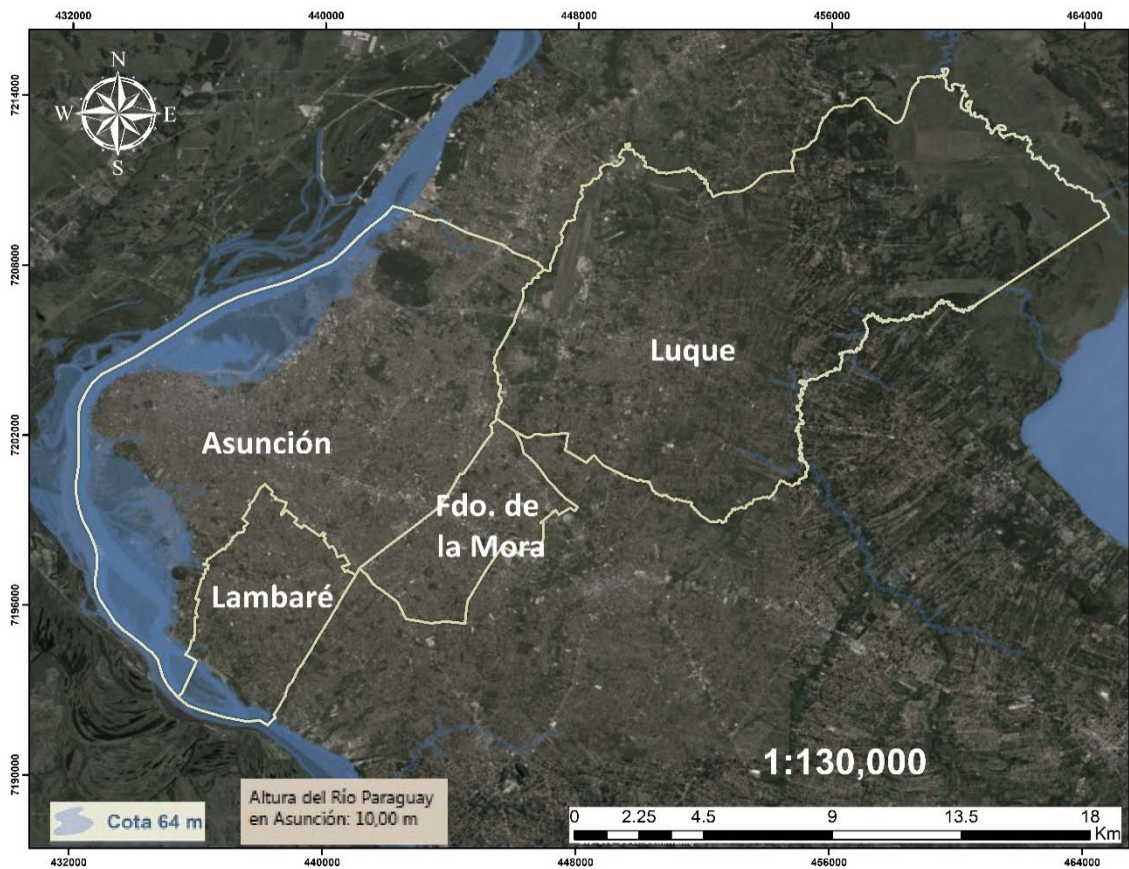 432000 440000 448000 456000 464000
7214000
N
W E
S
7208000
Luque
7202000
Asunción
Fdo. de
la Mora
7196000
Lambaré
7190000
1:130,000
Cota 64 m
Altura del Río Paraguay
en Asunción: 10,00 m
0 2.25 4.5 9 13.5 18
Km
432000 440000 448000 456000 464000